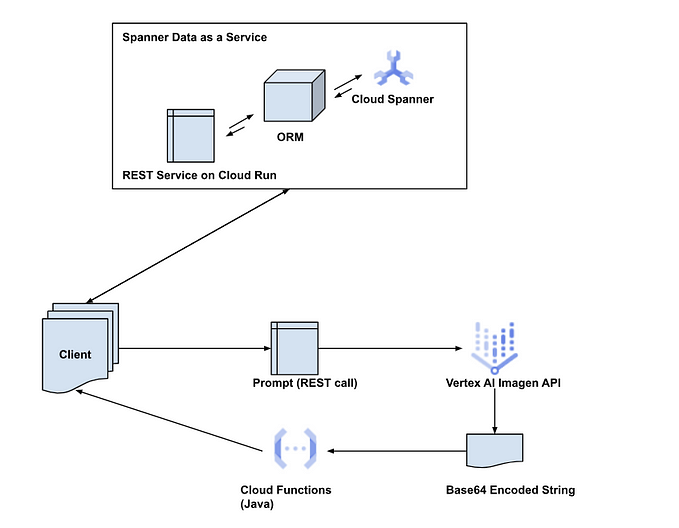 Spanner Data as a Service
Cloud Spanner
ORM
REST Service on Cloud Run
Client
Prompt (REST call)
Vertex AI Imagen API
Cloud Functions
(Java)
Base64 Encoded String